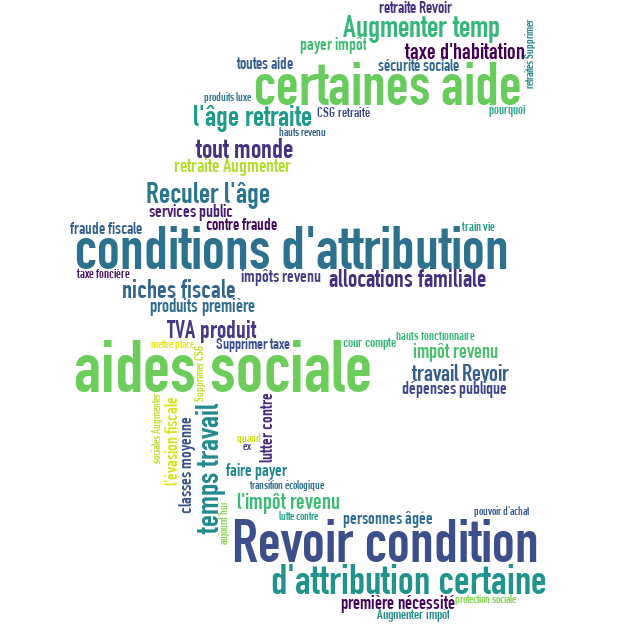 retraite Revoir
Augmenter temp
payer impôt
taxe d'habitation
retraites Supprimer
toutes aide
sécurité sociale
certaines aide
produits luxe
l'âge retraite
CSG retraité
pourquoi
hauts revenu
tout monde
retraite Augmenter
Reculer l'âge
services public
fraude fiscale
contre fraude
train vie
conditions d'attribution
taxe foncière
impôts revenu
allocations familiale
niches fiscale
produits première
TVA produit
mettre place
Supprimer taxe
cour compte
hauts fonctionnaire
impôt revenu
aides sociale
Supprimer CSG
travail Revoir
dépenses publique
sociales Augmenter
l'évasion fiscale
classes moyenne
temps travail
lutter contre
quand
ex
faire payer
transition écologique
l'impôt revenu
aujourd'hui
lutte contre
personnes âgée
pouvoir d'achat
Revoir condition
d'attribution certaine
première nécessité
protection sociale
Augmenter impôt